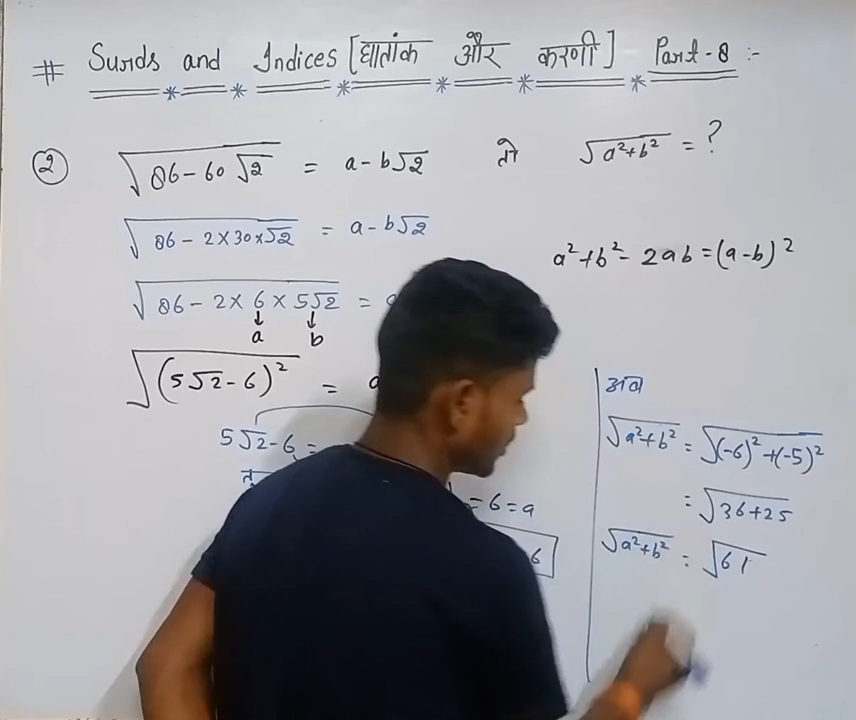 # Surds and Indices [घातांक और करणी] Part-8 :-
② √(86-60√2) = a-b√2 तो √(a²+b²) = ?
√(86-2×30×√2) = a-b√2
a²+b²-2ab=(a-b)²
√(86-2×6×5√2) =
a b
√((5√2-6)²) = a
5√2-6 =
=6=a
6
अब
√(a²+b²) = √((-6)²+(-5)²)
= √(36+25)
√(a²+b²) = √61